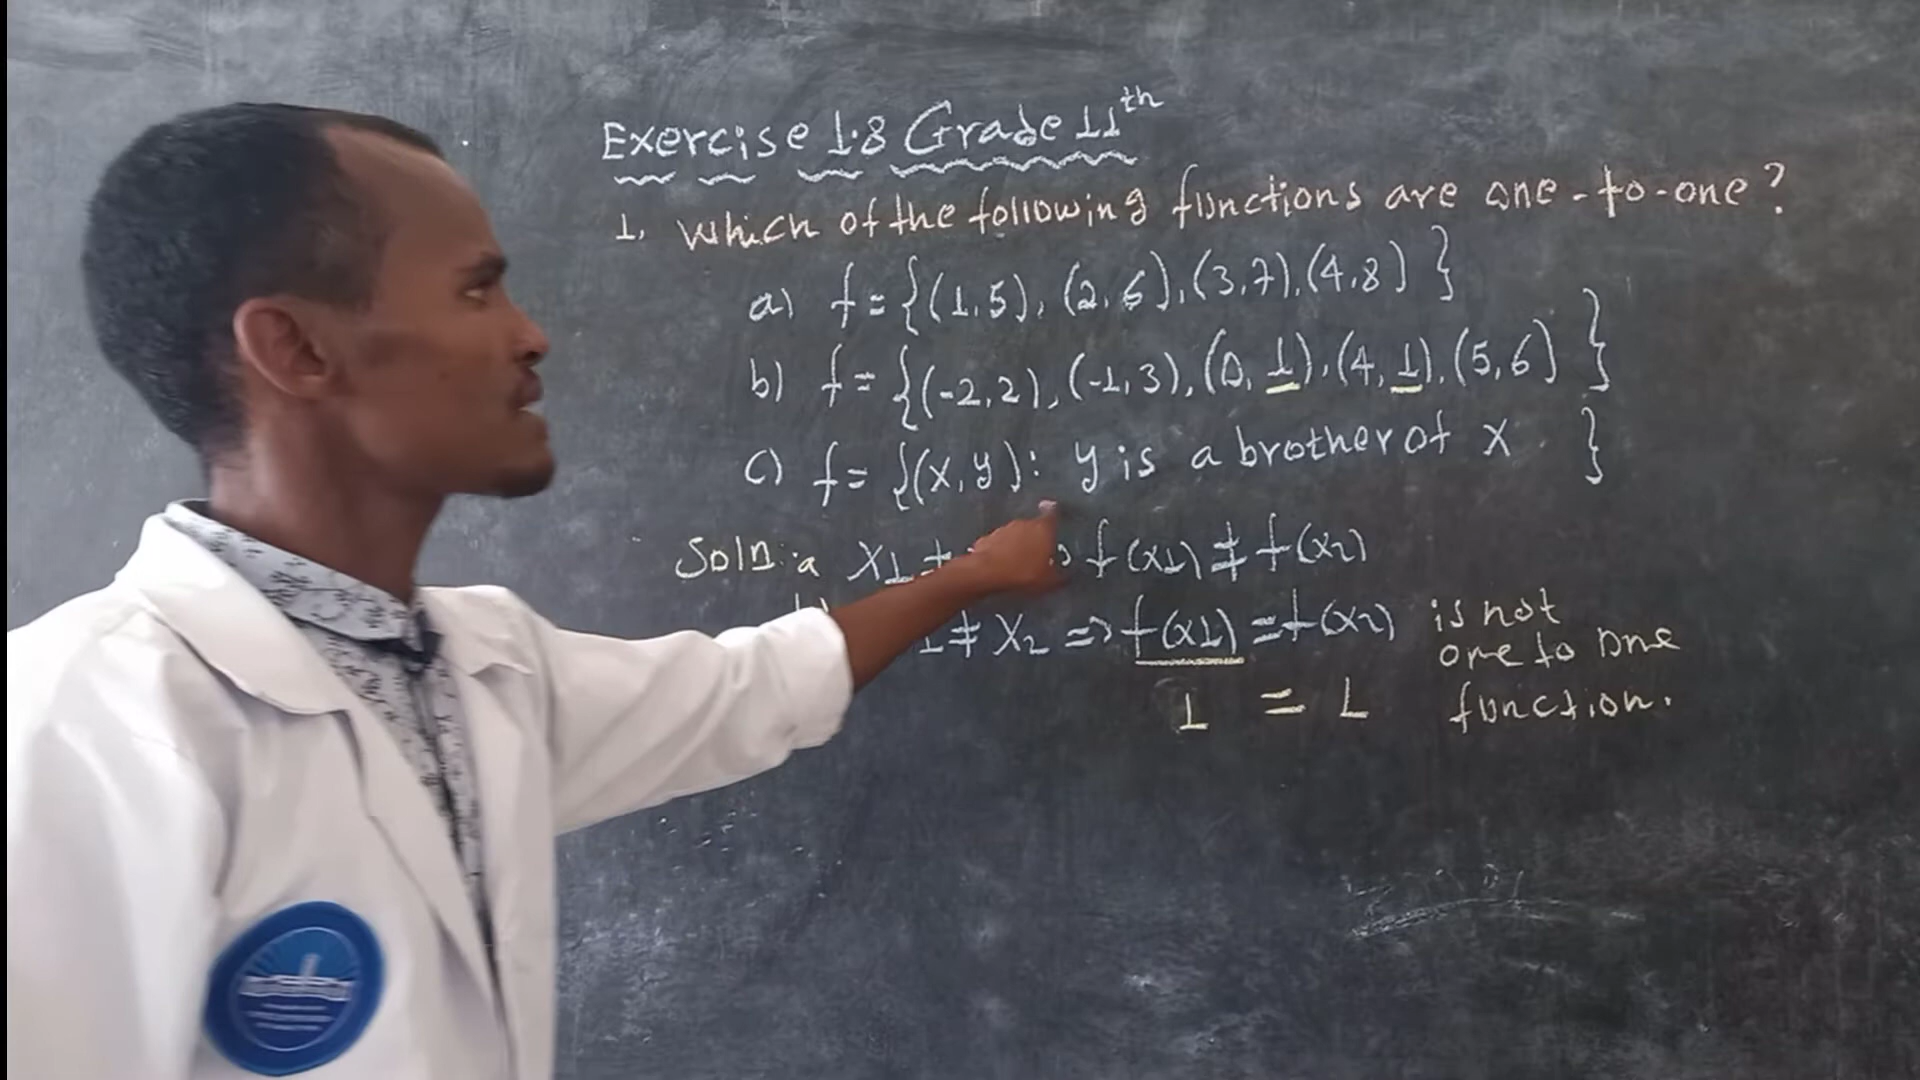 Exercise 1.8 Grade 11th
1. which of the following functions are one-to-one?
a) f = {(1,5), (2,6), (3,7), (4,8)}
b) f = {(-2,2), (-1,3), (0,1), (4,1), (5,6)}
c) f = {(x,y): y is a brother of x }
Soln: a x1 ≠ f(x1) ≠ f(x2)
1 ≠ x2 => f(x1) = f(x2) is not
one to one
1 = 1 function.